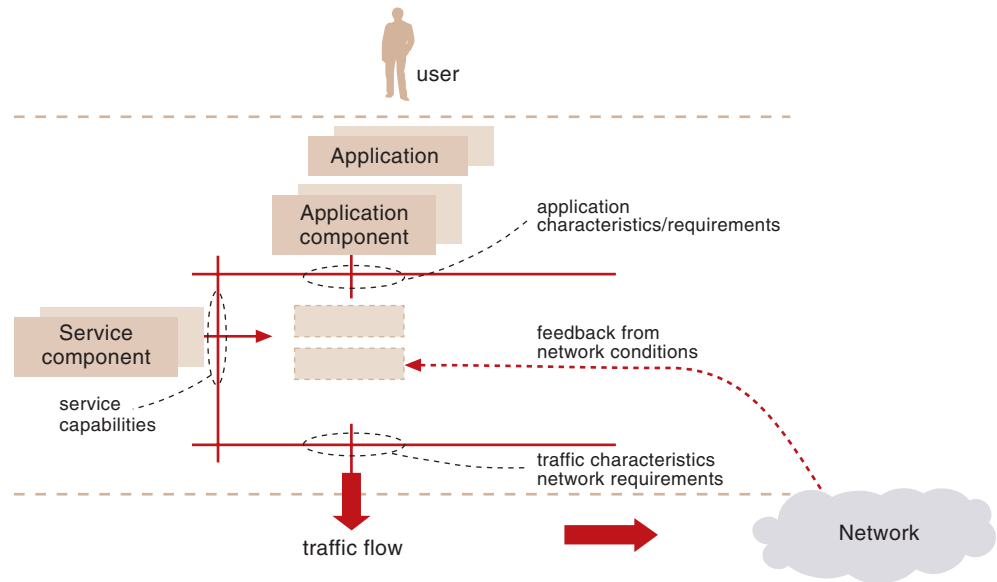 user
Application
Application
component
application
characteristics/requirements
Service
component
feedback from
network conditions
service
capabilities
traffic characteristics
network requirements
Network
traffic flow